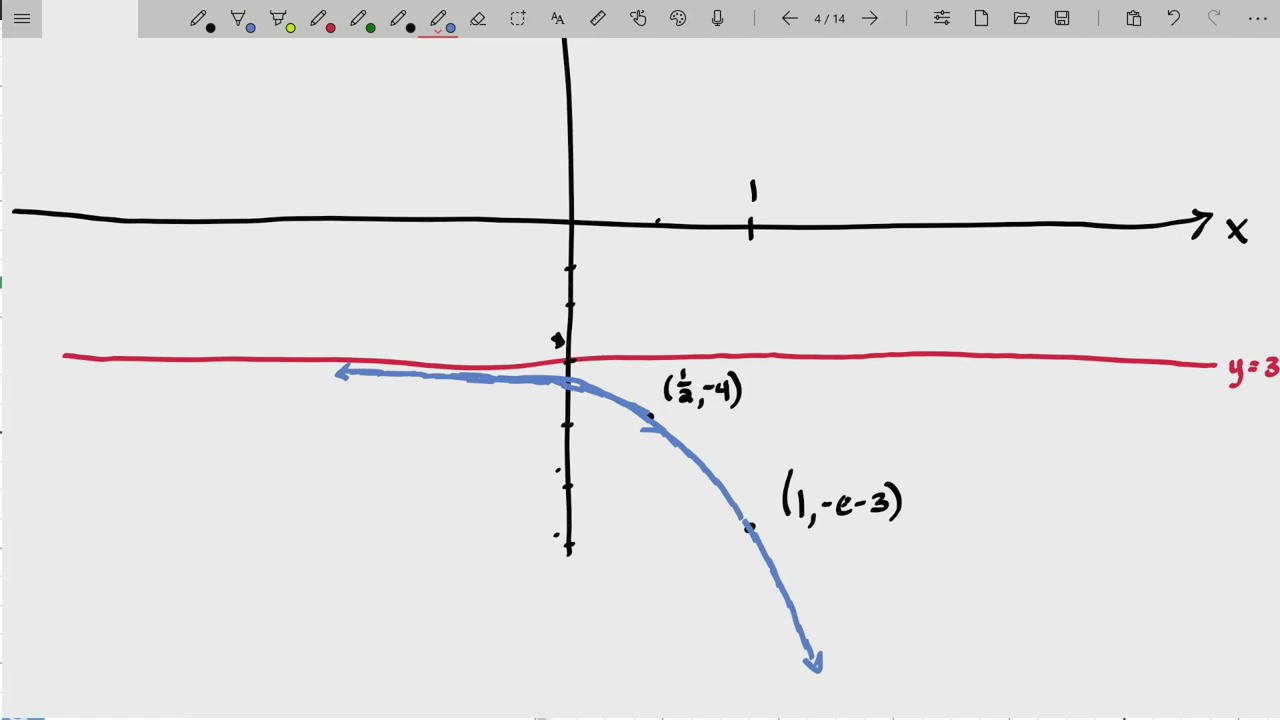 4 / 14
1
x
y = 3
(1/2, -4)
(1, -e - 3)